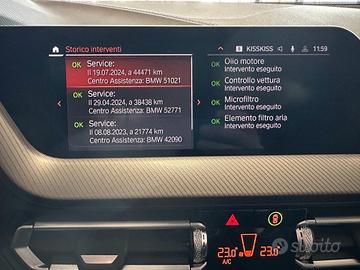 Storico interventi
KISSKISS
11:59
OK Service:
Il 19.07.2024, a 44471 km
Centro Assistenza: BMW 51021
OK Service:
Il 29.04.2024, a 38438 km
Centro Assistenza: BMW 52771
OK Service:
Il 08.08.2023, a 21774 km
Centro Assistenza: BMW 42090
OK Olio motore
Intervento eseguito
OK Controllo vettura
Intervento eseguito
OK Microfiltro
Intervento eseguito
OK Elemento filtro aria
Intervento eseguito
23.0° 23.0°
A/C
subito